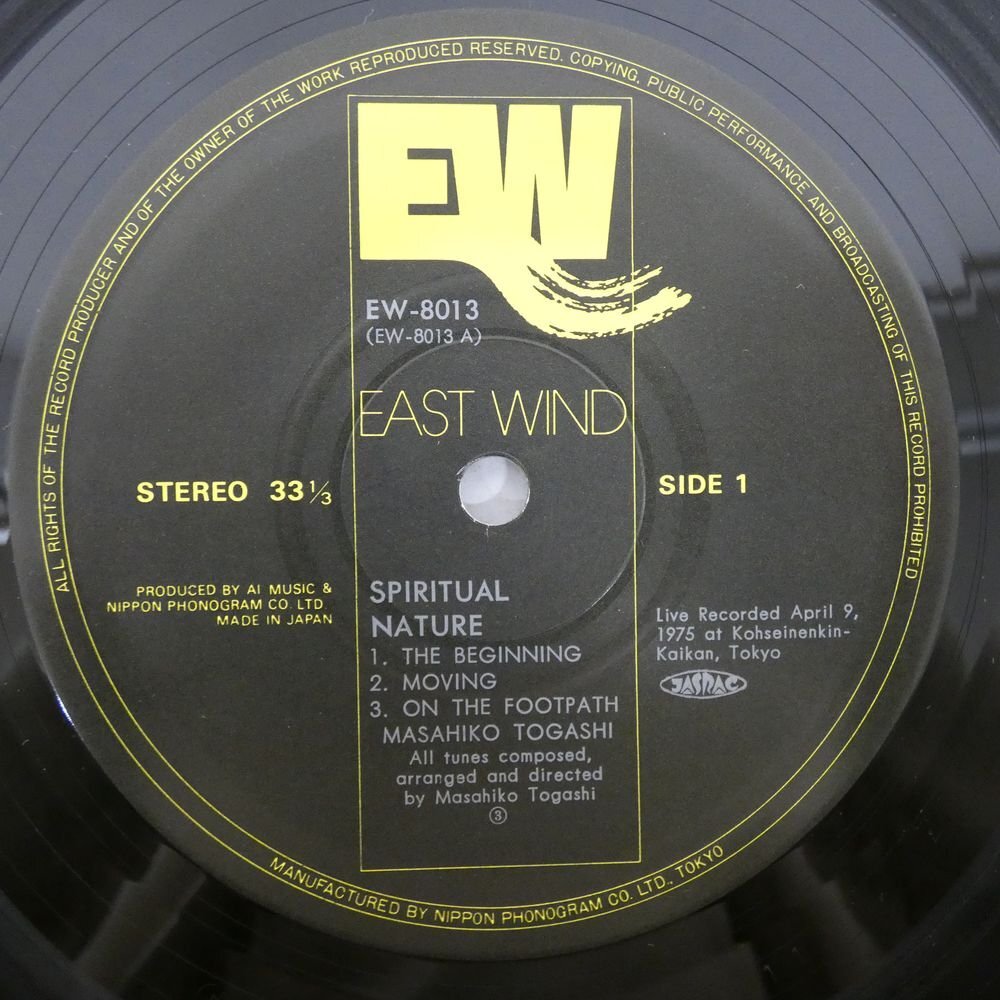 ALL RIGHTS OF THE RECORD PRODUCER AND OF THE OWNER OF THE WORK REPRODUCED RESERVED. COPYING, PUBLIC PERFORMANCE AND BROADCASTING OF THIS RECORD PROHIBITED
EW
EW-8013
(EW-8013 A)
EAST WIND
STEREO 33 1/3
SIDE 1
PRODUCED BY AI MUSIC &
NIPPON PHONOGRAM CO. LTD.
MADE IN JAPAN
SPIRITUAL
NATURE
1. THE BEGINNING
2. MOVING
3. ON THE FOOTPATH
MASAHIKO TOGASHI
All tunes composed,
arranged and directed
by Masahiko Togashi
③
Live Recorded April 9,
1975 at Kohseinenkin-
Kaikan, Tokyo
JASRAC
MANUFACTURED BY NIPPON PHONOGRAM CO. LTD., TOKYO